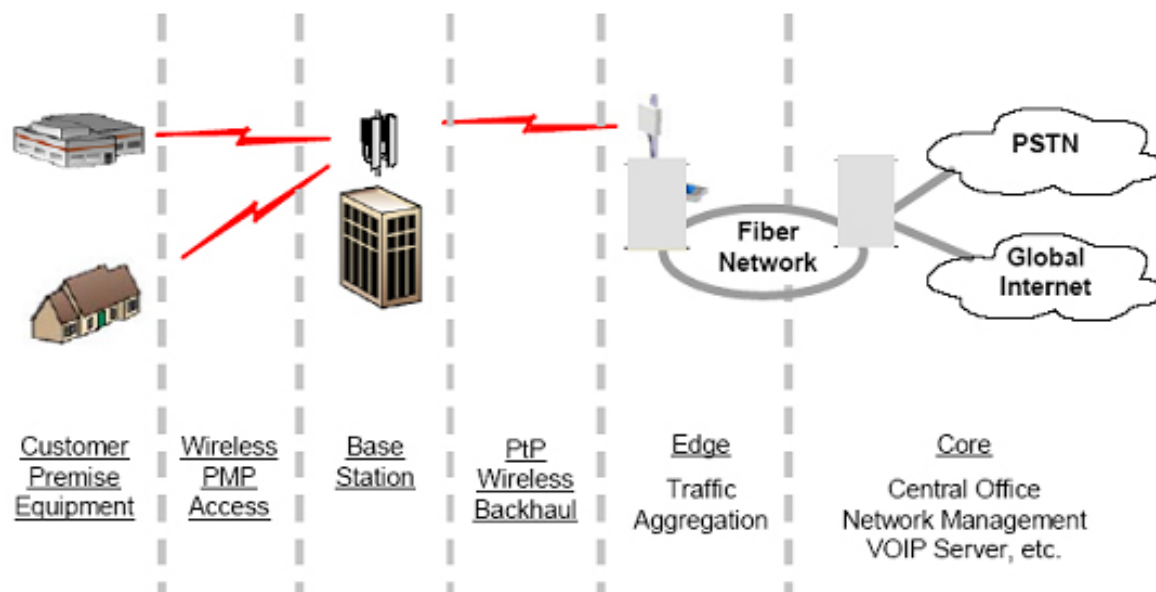 PSTN
Fiber
Network
Global
Internet
Customer
Premise
Equipment
Wireless
PMP
Access
Base
Station
PtP
Wireless
Backhaul
Edge
Traffic
Aggregation
Core
Central Office
Network Management
VOIP Server, etc.